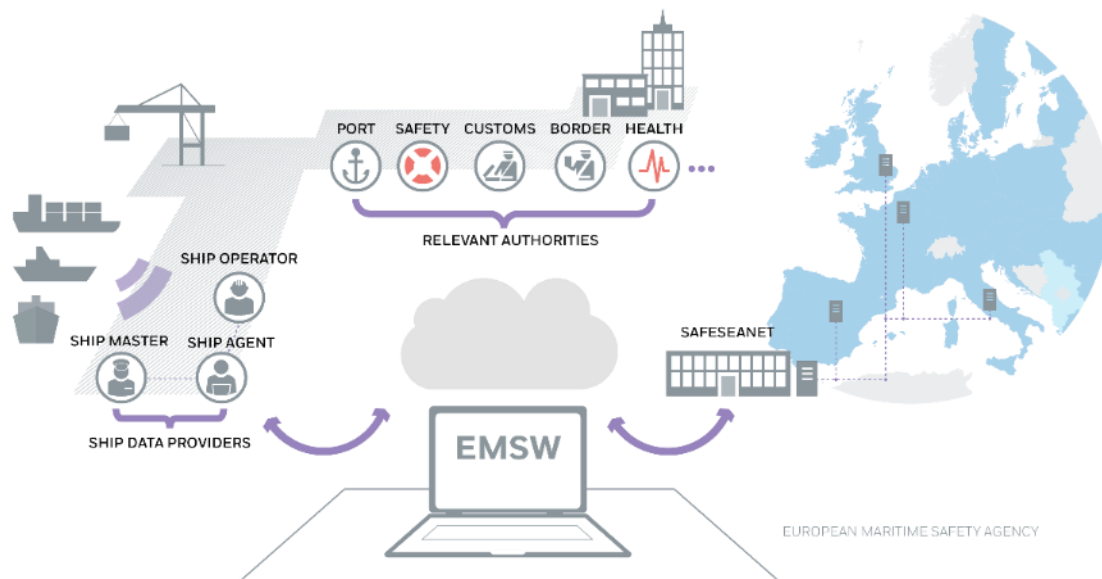 PORT SAFETY CUSTOMS BORDER HEALTH
RELEVANT AUTHORITIES
SHIP OPERATOR
SHIP MASTER SHIP AGENT
SHIP DATA PROVIDERS
SAFESEANET
EMSW
EUROPEAN MARITIME SAFETY AGENCY